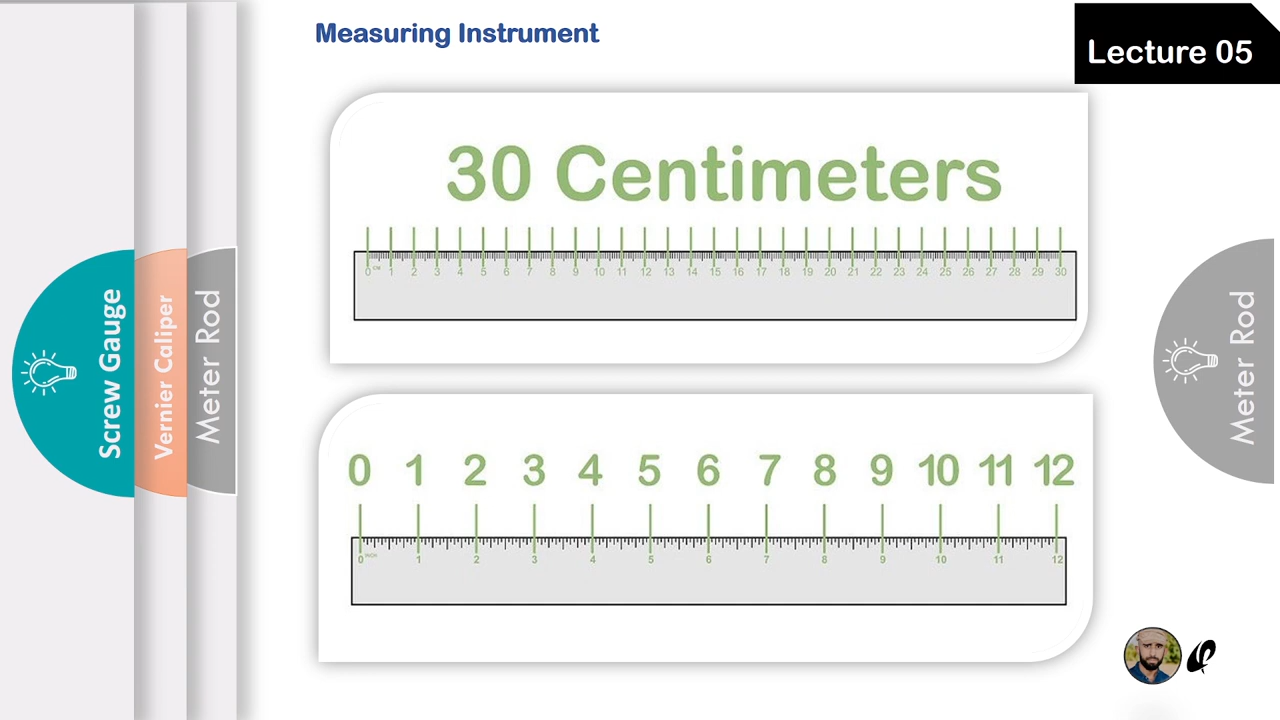 Measuring Instrument
Lecture 05
30 Centimeters
0 CM 1 2 3 4 5 6 7 8 9 10 11 12 13 14 15 16 17 18 19 20 21 22 23 24 25 26 27 28 29 30
Screw Gauge
Vernier Caliper
Meter Rod
Meter Rod
0 1 2 3 4 5 6 7 8 9 10 11 12
0 INCH 1 2 3 4 5 6 7 8 9 10 11 12